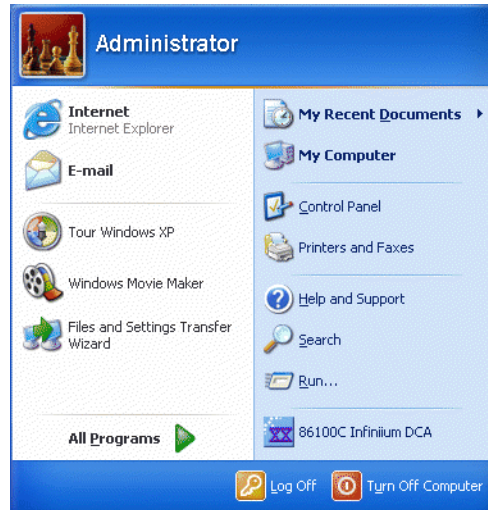 Administrator
Internet
Internet Explorer
E-mail
Tour Windows XP
Windows Movie Maker
Files and Settings Transfer
Wizard
All Programs
My Recent Documents
My Computer
Control Panel
Printers and Faxes
Help and Support
Search
Run...
86100C Infiniium DCA
Log Off
Turn Off Computer